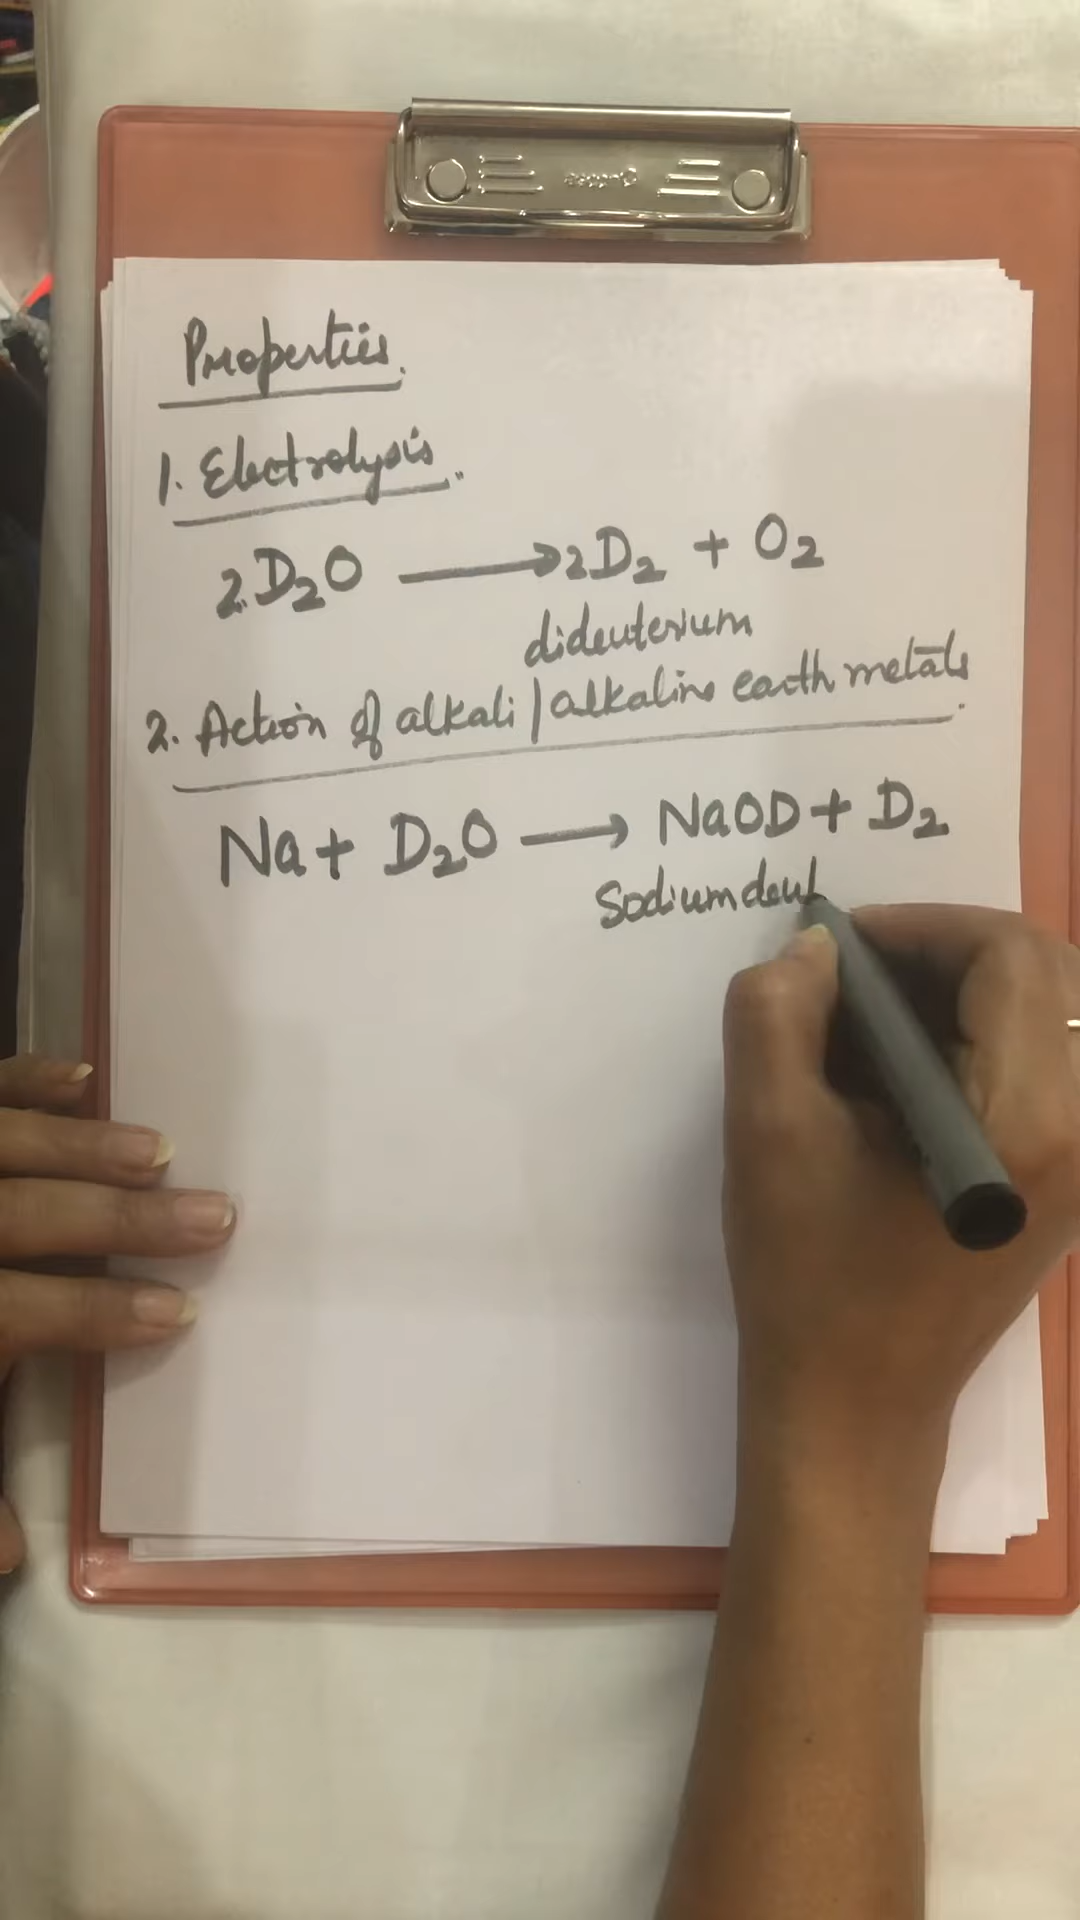 Properties.
1. Electrolysis.
2D₂O ⟶ 2D₂ + O₂
dideuterium
2. Action of alkali / alkaline earth metals.
Na + D₂O ⟶ NaOD + D₂
Sodium deut